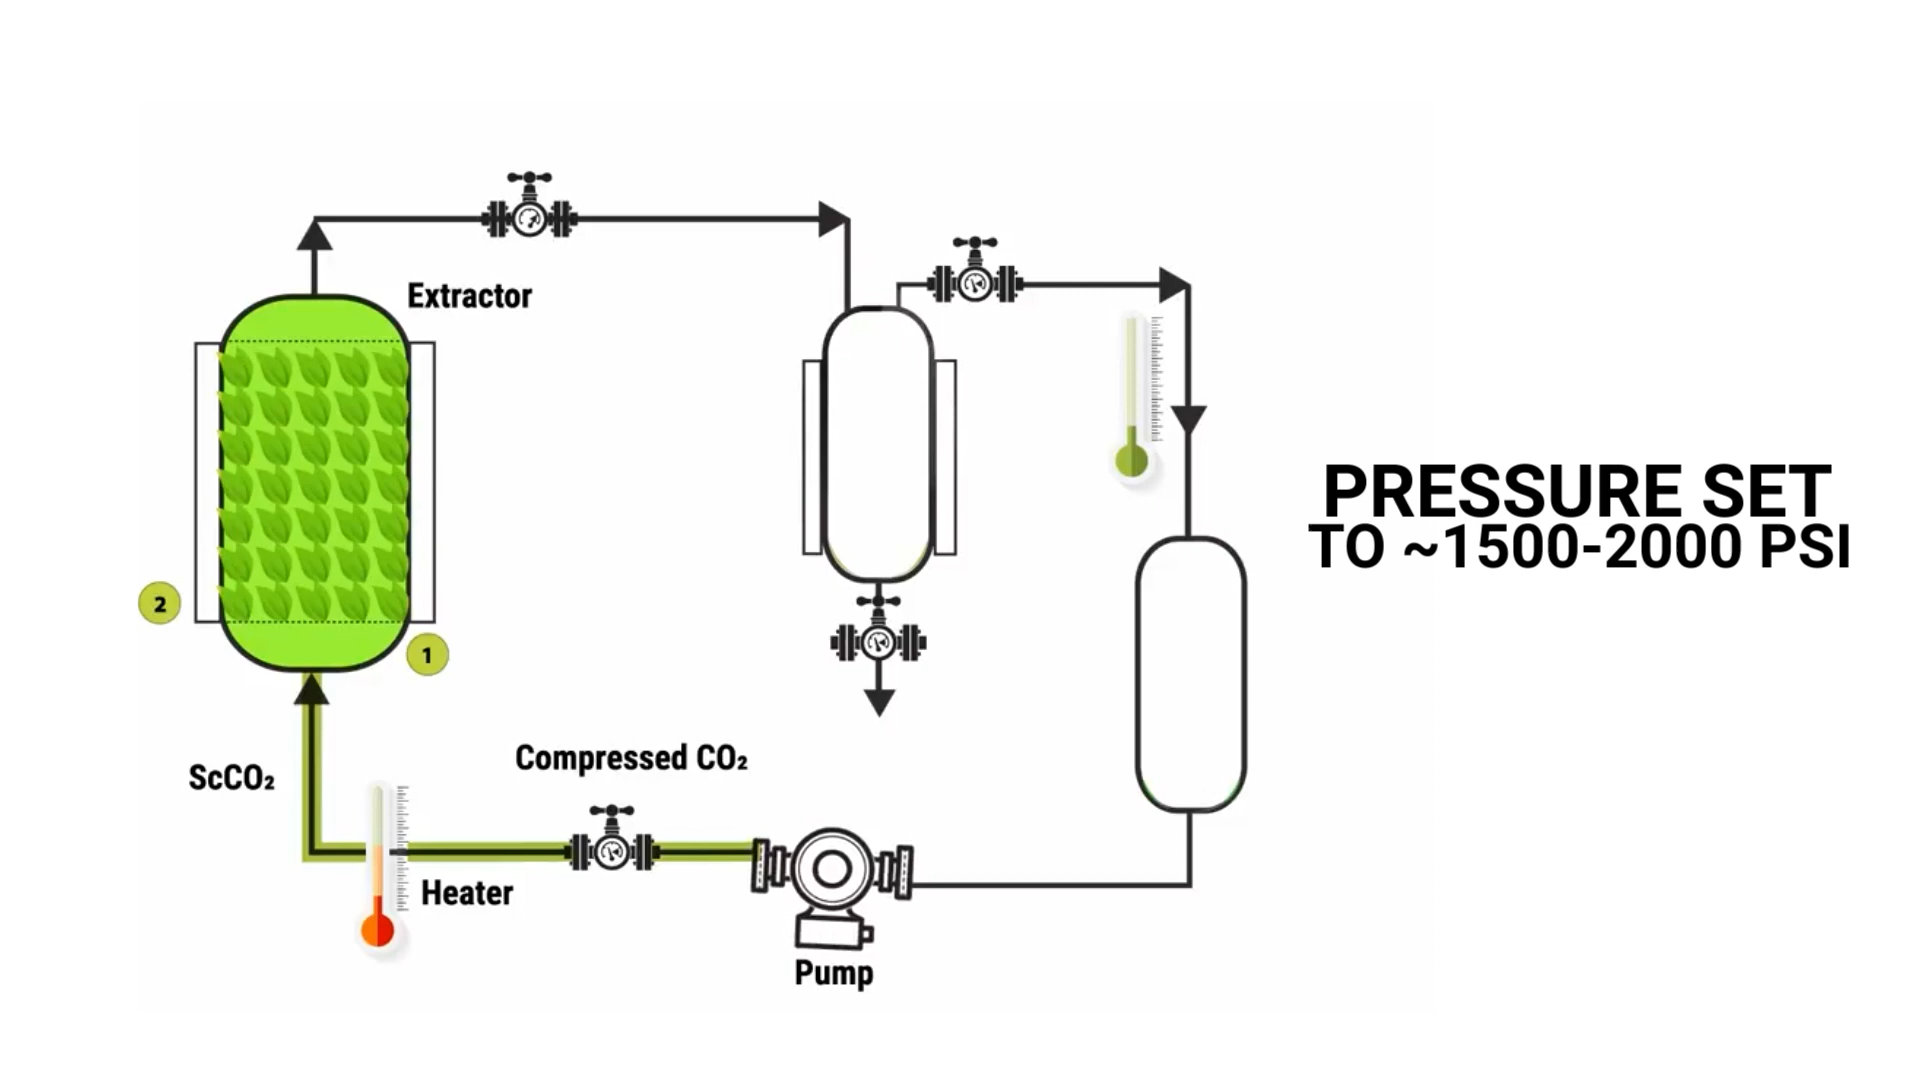 Extractor
PRESSURE SET
TO ~1500-2000 PSI
2
1
Compressed CO₂
ScCO₂
Heater
Pump